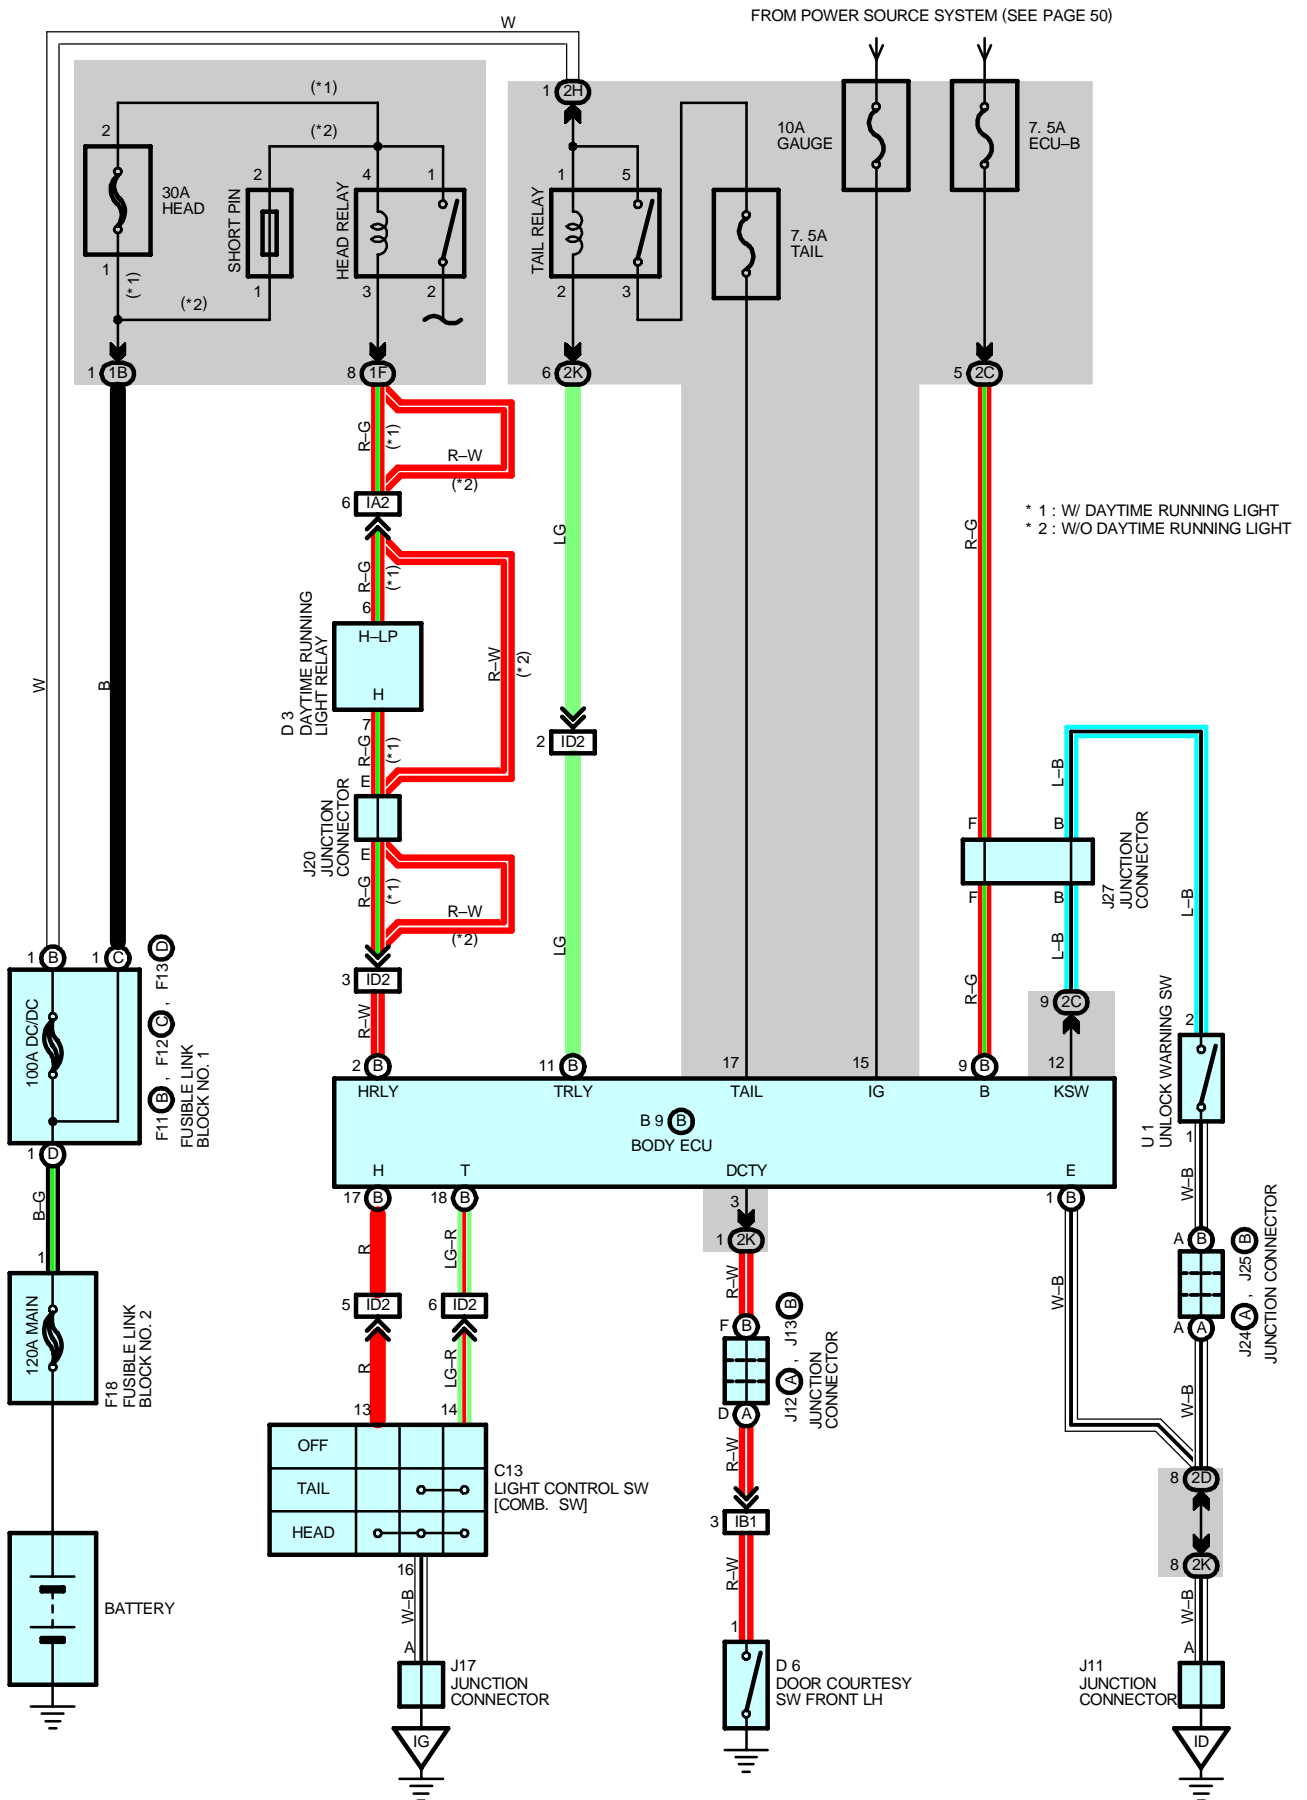 FROM POWER SOURCE SYSTEM (SEE PAGE 50)
W
(*1)
(*2)
2
30A
HEAD
1
(*1)
(*2)
SHORT PIN
2
1
HEAD RELAY
4
1
3
2
1
2H
TAIL RELAY
1
5
2
3
7. 5A
TAIL
10A
GAUGE
7. 5A
ECU–B
1
1B
8
1F
6
2K
5
2C
R–G
(*1)
R–W
(*2)
6
IA2
* 1 : W/ DAYTIME RUNNING LIGHT
* 2 : W/O DAYTIME RUNNING LIGHT
LG
R–G
R–G
(*1)
6
H–LP
H
7
D 3
DAYTIME RUNNING
LIGHT RELAY
R–W
(*2)
W
B
2
ID2
R–G
(*1)
E
J20
JUNCTION
CONNECTOR
E
R–G
(*1)
R–W
(*2)
L–B
F
B
F
B
J27
JUNCTION
CONNECTOR
L–B
L–B
LG
R–G
1
B
1
C
3
ID2
R–W
9
2C
100A DC/DC
F11 B , F12 C , F13 D
FUSIBLE LINK
BLOCK NO. 1
2
1
U 1
UNLOCK WARNING SW
2
B
11
B
17
15
9
B
12
HRLY
TRLY
TAIL
IG
B
KSW
B 9 B
BODY ECU
H
T
DCTY
E
1
D
B–G
1
17
B
18
B
3
1
2K
1
B
W–B
R
LG–R
R–W
W–B
A
B
A
A
J24 A , J25 B
JUNCTION CONNECTOR
5
ID2
6
ID2
R
LG–R
F
B
D
A
J12 A , J13 B
JUNCTION
CONNECTOR
120A MAIN
F18
FUSIBLE LINK
BLOCK NO. 2
13
14
OFF
TAIL
HEAD
C13
LIGHT CONTROL SW
[COMB. SW]
R–W
W–B
8
2D
3
IB1
8
2K
16
W–B
A
R–W
1
W–B
A
BATTERY
J17
JUNCTION
CONNECTOR
D 6
DOOR COURTESY
SW FRONT LH
J11
JUNCTION
CONNECTOR
IG
ID